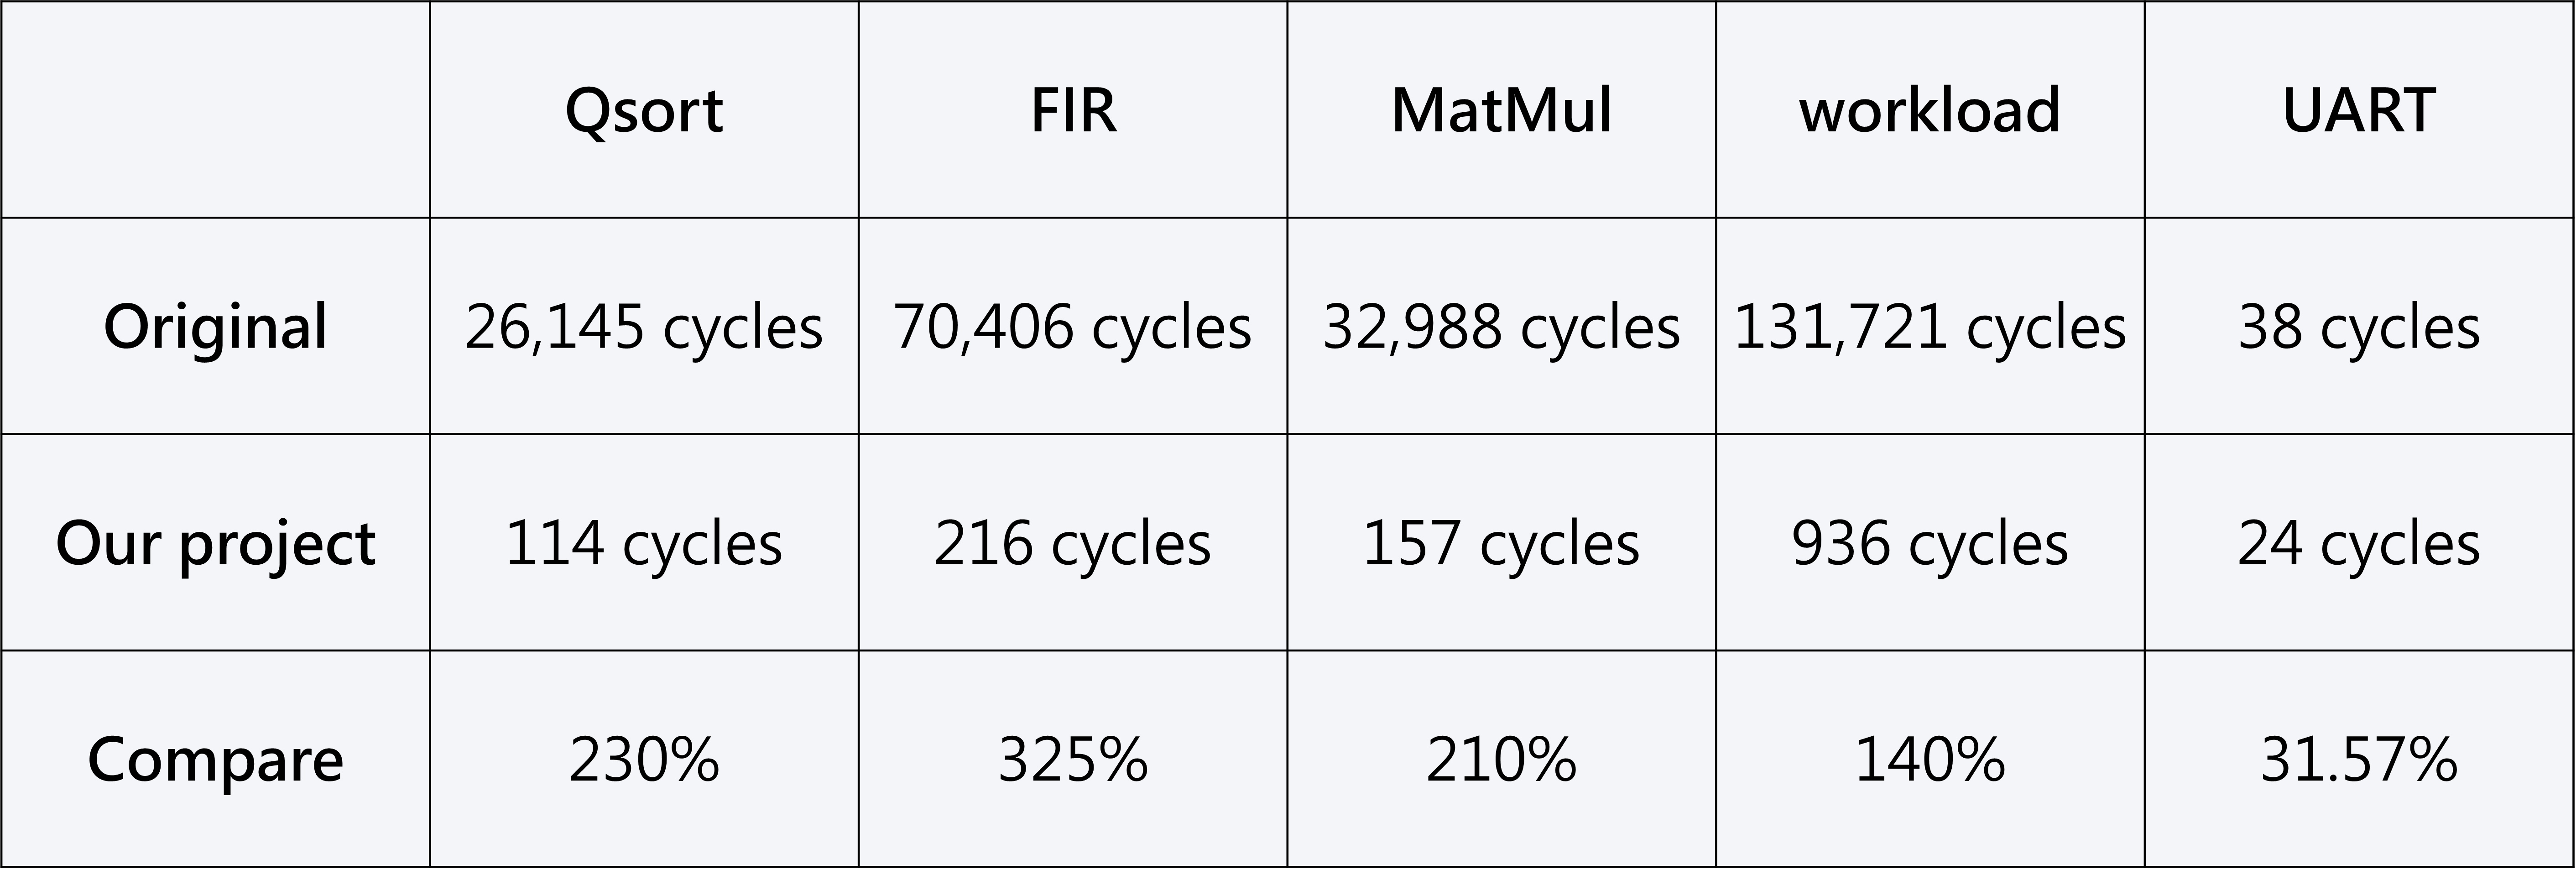 Qsort FIR MatMul workload UART
Original 26,145 cycles 70,406 cycles 32,988 cycles 131,721 cycles 38 cycles
Our project 114 cycles 216 cycles 157 cycles 936 cycles 24 cycles
Compare 230% 325% 210% 140% 31.57%